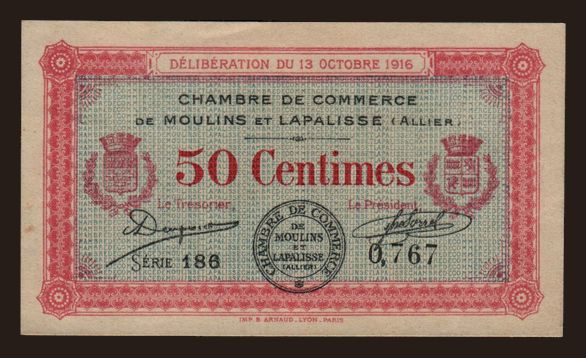 DÉLIBÉRATION DU 13 OCTOBRE 1916
CHAMBRE DE COMMERCE
DE MOULINS ET LAPALISSE (ALLIER)
50 Centimes
Le Trésorier
Le Président
CHAMBRE DE COMMERCE
DE
MOULINS
ET
LAPALISSE
(ALLIER)
SÉRIE 186
0,767
IMP. B. ARNAUD, LYON, PARIS